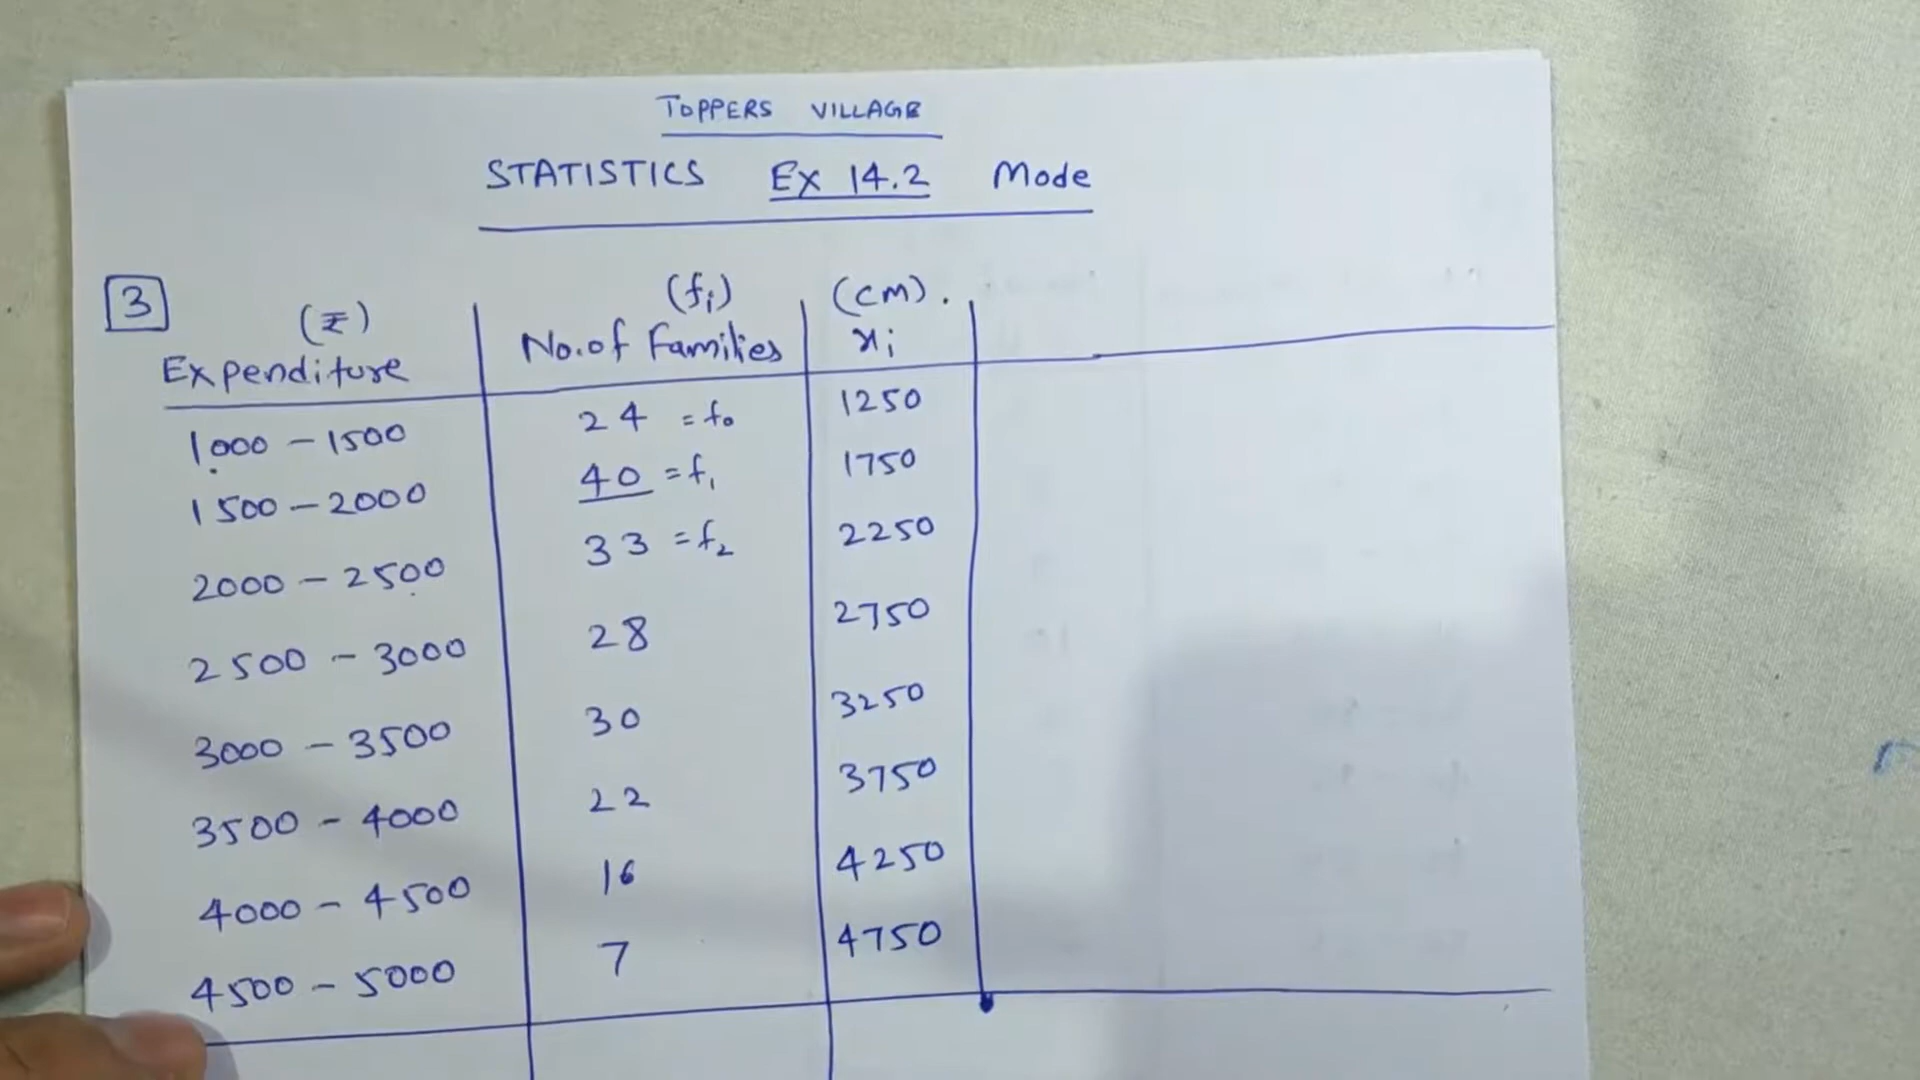 TOPPERS VILLAGE
STATISTICS Ex 14.2 Mode
3
(₹) (fi) (cm).
Expenditure No.of Families xi
1000 - 1500 24 = f0 1250
1500 - 2000 40 = f1 1750
2000 - 2500 33 = f2 2250
2500 - 3000 28 2750
3000 - 3500 30 3250
3500 - 4000 22 3750
4000 - 4500 16 4250
4500 - 5000 7 4750